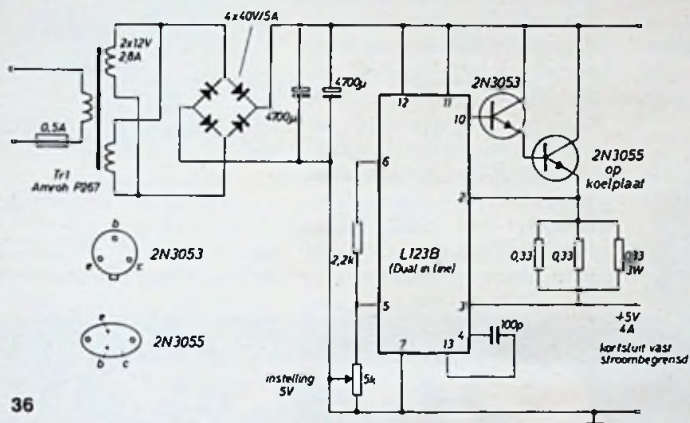 4x40V/5A
2x12V
2,8A
0,5A
Tr1
Amroh P267
4700µ
4700µ
12
11
10
2N3053
2N3055
op
koelplaat
6
2
2,2k
L123B
(Dual in line)
0,33
0,33
0,33
3W
5
3
4
100p
+5V
4A
kortsluit vast
stroombegrensd
7
13
instelling
5V
5k
b
e
c
2N3053
e
b
c
2N3055
36